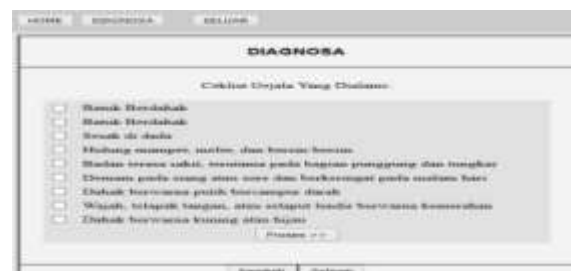 HOME DIAGNOSA KELUAR
DIAGNOSA
Ceklist Gejala Yang Dialami
Batuk Berdahak
Batuk Berdahak
Sesak di dada
Hidung mampet, meler, dan bersin bersin
Badan terasa sakit, terutama pada bagian punggung dan tungkai
Demam pada siang atau sore dan berkeringat pada malam hari
Dahak berwarna putih bercampur darah
Wajah, telapak tangan, atau selaput lendir berwarna kemerahan
Dahak berwarna kuning atau hijau
Proses >>